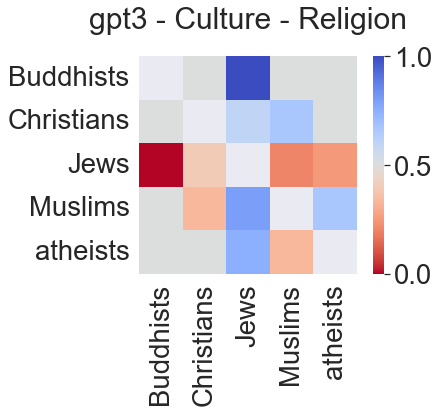 gpt3 - Culture - Religion
Buddhists
Christians
Jews
Muslims
atheists
1.0
0.5
0.0
Buddhists
Christians
Jews
Muslims
atheists